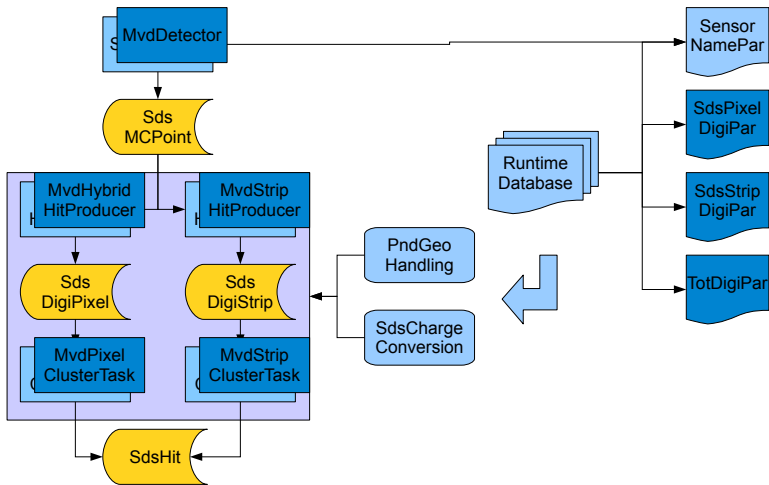 MvdDetector
S
Sensor
NamePar
Sds
MCPoint
SdsPixel
DigiPar
Runtime
Database
MvdHybrid
HitProducer
H
MvdStrip
HitProducer
H
SdsStrip
DigiPar
PndGeo
Handling
Sds
DigiPixel
Sds
DigiStrip
TotDigiPar
SdsCharge
Conversion
MvdPixel
ClusterTask
C
MvdStrip
ClusterTask
C
SdsHit